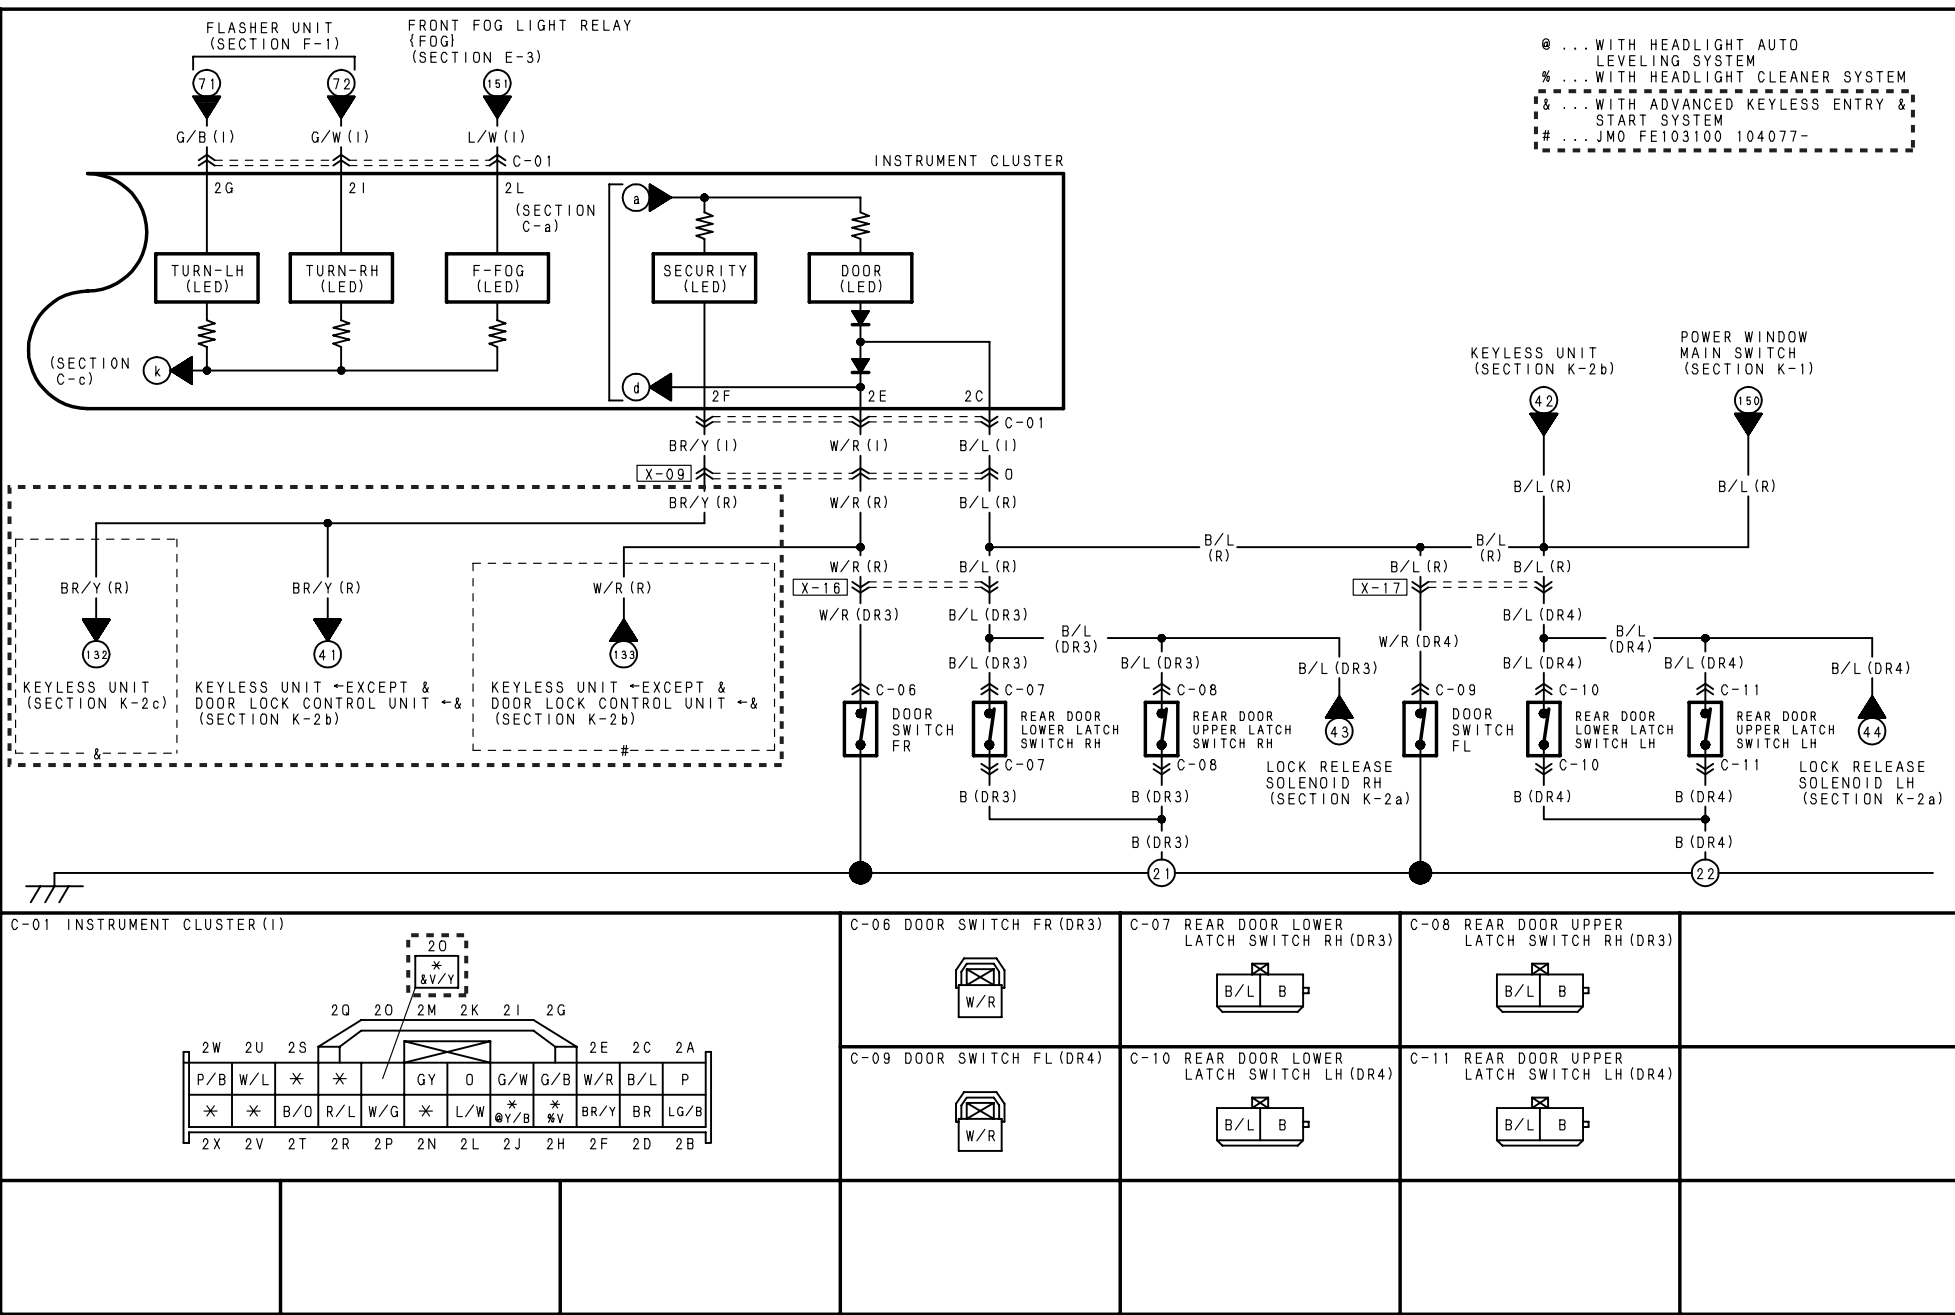 FLASHER UNIT
(SECTION F-1)
FRONT FOG LIGHT RELAY
{FOG}
(SECTION E-3)
@ ... WITH HEADLIGHT AUTO
LEVELING SYSTEM
% ... WITH HEADLIGHT CLEANER SYSTEM
& ... WITH ADVANCED KEYLESS ENTRY &
START SYSTEM
# ... JM0 FE103100 104077-
71 72 151
G/B(I) G/W(I) L/W(I)
C-01
INSTRUMENT CLUSTER
2G 2I 2L
(SECTION
C-a)
a
TURN-LH
(LED)
TURN-RH
(LED)
F-FOG
(LED)
SECURITY
(LED)
DOOR
(LED)
(SECTION
C-c)
k
d
2F 2E 2C
C-01
KEYLESS UNIT
(SECTION K-2b)
POWER WINDOW
MAIN SWITCH
(SECTION K-1)
42 150
BR/Y(I) W/R(I) B/L(I)
X-09 O
BR/Y(R) W/R(R) B/L(R) B/L(R) B/L(R)
B/L
(R)
B/L
(R)
W/R(R) B/L(R) B/L(R) B/L(R)
BR/Y(R) BR/Y(R) W/R(R)
X-16 X-17
W/R(DR3) B/L(DR3) B/L(DR4)
B/L
(DR3)
W/R(DR4)
B/L
(DR4)
132 41 133
B/L(DR3) B/L(DR3) B/L(DR3) B/L(DR4) B/L(DR4) B/L(DR4)
KEYLESS UNIT
(SECTION K-2c)
KEYLESS UNIT ←EXCEPT &
DOOR LOCK CONTROL UNIT ←&
(SECTION K-2b)
KEYLESS UNIT ←EXCEPT &
DOOR LOCK CONTROL UNIT ←&
(SECTION K-2b)
& #
C-06 C-07 C-08 C-09 C-10 C-11
DOOR
SWITCH
FR
REAR DOOR
LOWER LATCH
SWITCH RH
REAR DOOR
UPPER LATCH
SWITCH RH
43
DOOR
SWITCH
FL
REAR DOOR
LOWER LATCH
SWITCH LH
REAR DOOR
UPPER LATCH
SWITCH LH
44
C-07 C-08 C-10 C-11
LOCK RELEASE
SOLENOID RH
(SECTION K-2a)
LOCK RELEASE
SOLENOID LH
(SECTION K-2a)
B(DR3) B(DR3) B(DR4) B(DR4)
B(DR3) B(DR4)
21 22
C-01 INSTRUMENT CLUSTER(I)
2O
*
&V/Y
2Q 2O 2M 2K 2I 2G
2W 2U 2S 2E 2C 2A
P/B W/L * * GY O G/W G/B W/R B/L P
* * B/O R/L W/G * L/W * @Y/B * %V BR/Y BR LG/B
2X 2V 2T 2R 2P 2N 2L 2J 2H 2F 2D 2B
C-06 DOOR SWITCH FR(DR3)
W/R
C-07 REAR DOOR LOWER
LATCH SWITCH RH(DR3)
B/L B
C-08 REAR DOOR UPPER
LATCH SWITCH RH(DR3)
B/L B
C-09 DOOR SWITCH FL(DR4)
W/R
C-10 REAR DOOR LOWER
LATCH SWITCH LH(DR4)
B/L B
C-11 REAR DOOR UPPER
LATCH SWITCH LH(DR4)
B/L B